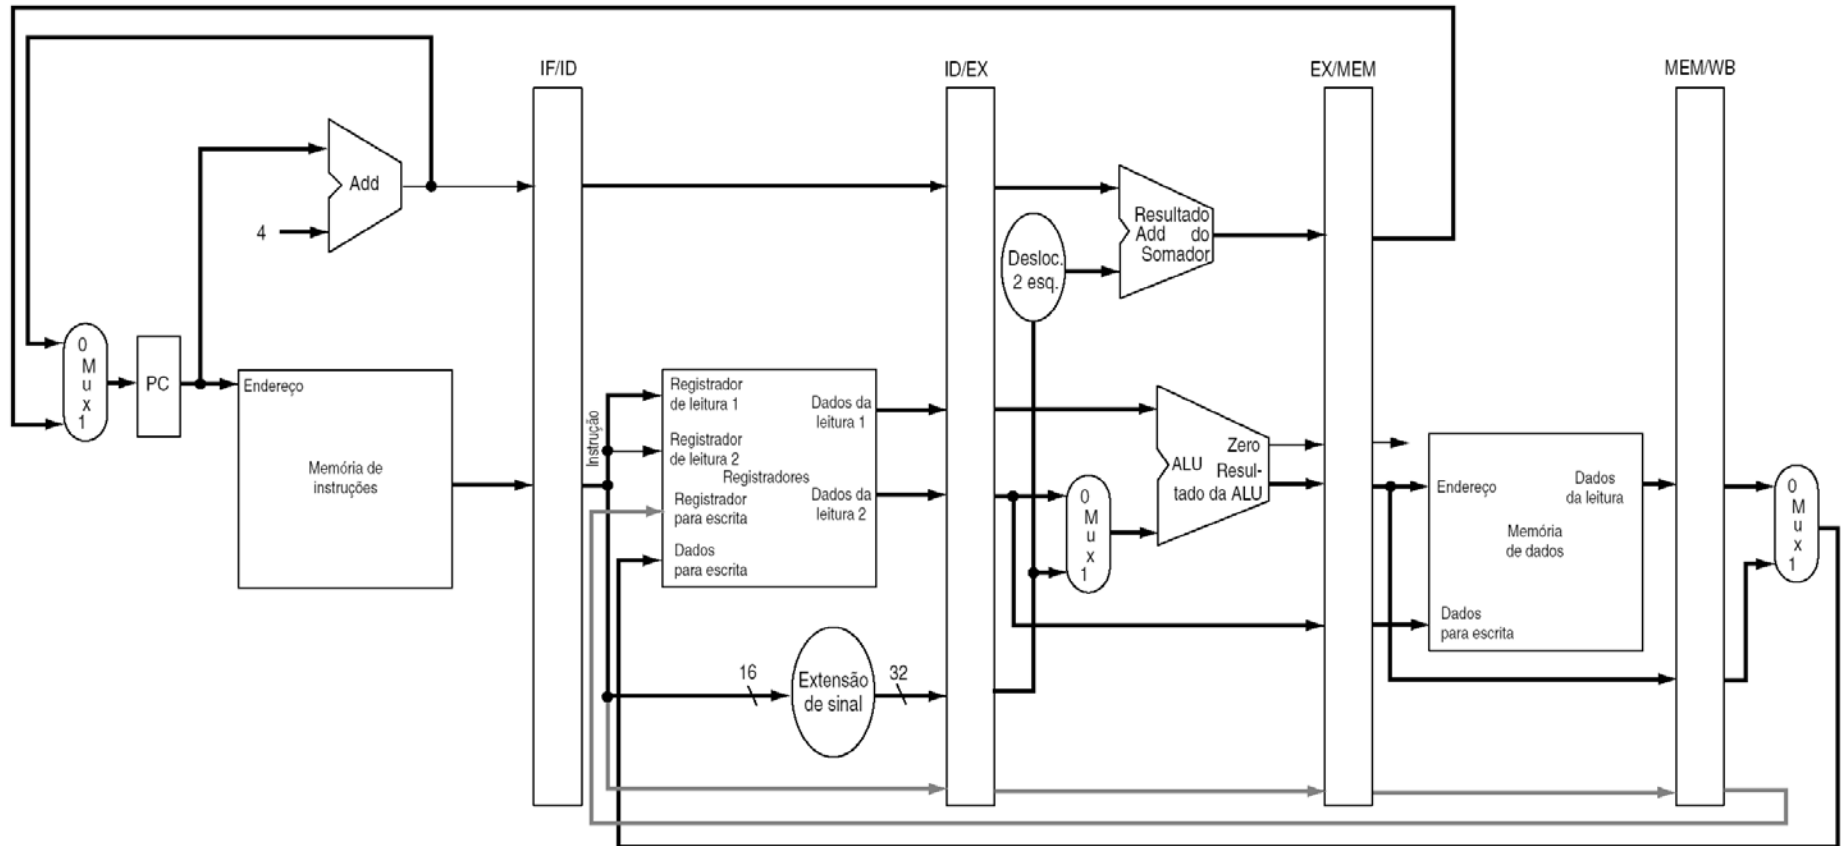 IF/ID
ID/EX
EX/MEM
MEM/WB
Add
4
0
M
u
x
1
PC
Endereço
Memória de
instruções
Instrução
Registrador
de leitura 1
Registrador
de leitura 2
Registradores
Registrador
para escrita
Dados
para escrita
Dados da
leitura 1
Dados da
leitura 2
16
Extensão
de sinal
32
Desloc.
2 esq.
Resultado
Add do
Somador
0
M
u
x
1
ALU
Zero
Resul-
tado da ALU
Endereço
Dados
da leitura
Memória
de dados
Dados
para escrita
0
M
u
x
1